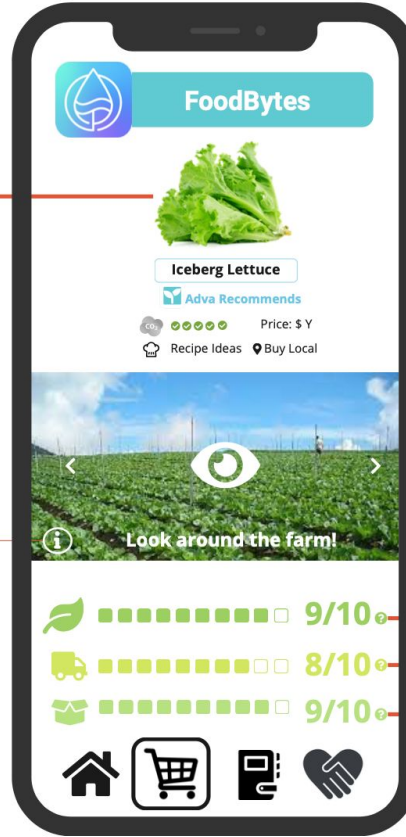 FoodBytes
Iceberg Lettuce
Adva Recommends
CO₂ Price: $ Y
Recipe Ideas Buy Local
Look around the farm!
9/10 ?
8/10 ?
9/10 ?